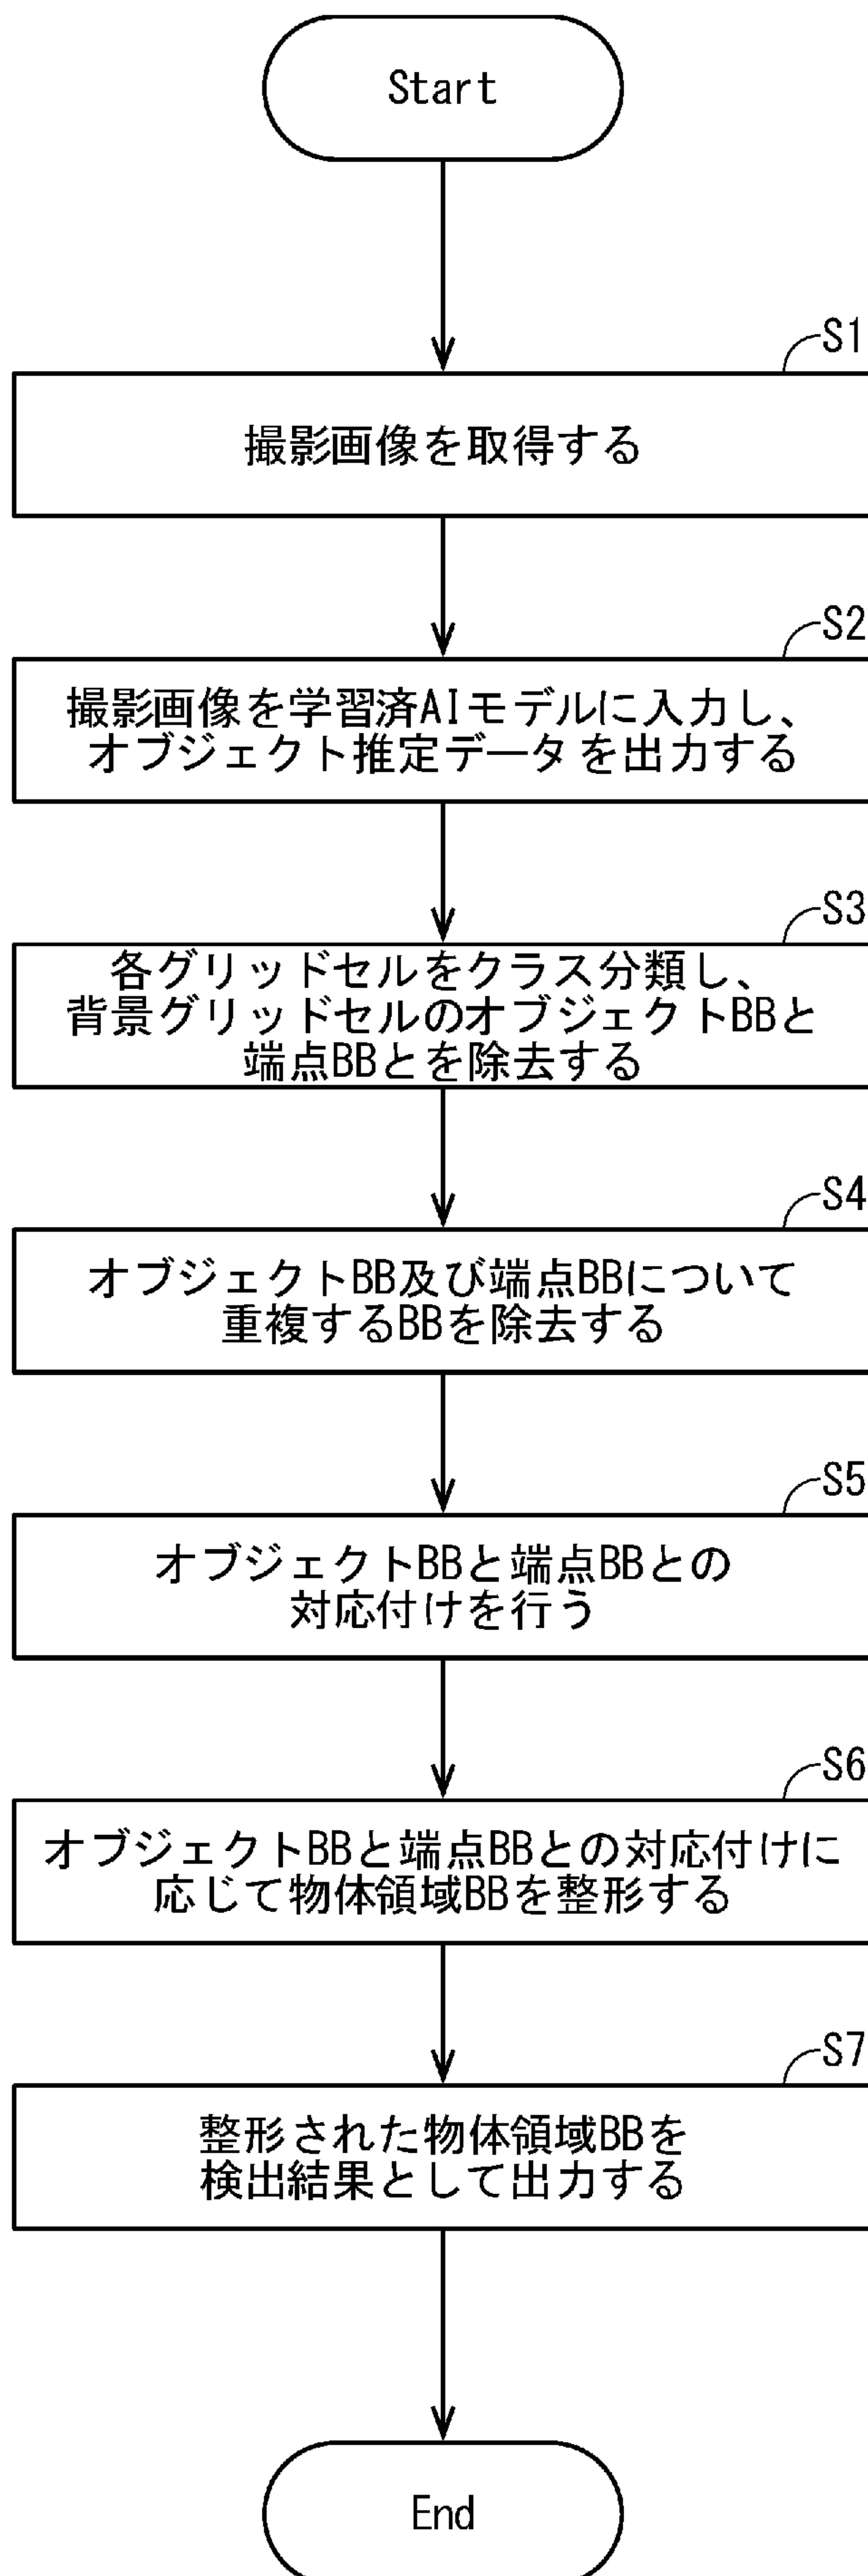 Start
S1
撮影画像を取得する
S2
撮影画像を学習済AIモデルに入力し、
オブジェクト推定データを出力する
S3
各グリッドセルをクラス分類し、
背景グリッドセルのオブジェクトBBと
端点BBとを除去する
S4
オブジェクトBB及び端点BBについて
重複するBBを除去する
S5
オブジェクトBBと端点BBとの
対応付けを行う
S6
オブジェクトBBと端点BBとの対応付けに
応じて物体領域BBを整形する
S7
整形された物体領域BBを
検出結果として出力する
End